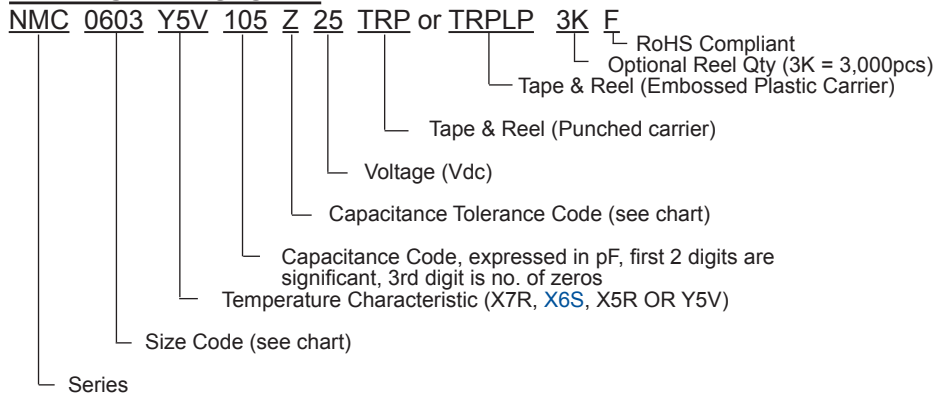 NMC 0603 Y5V 105 Z 25 TRP or TRPLP 3K F
RoHS Compliant
Optional Reel Qty (3K = 3,000pcs)
Tape & Reel (Embossed Plastic Carrier)
Tape & Reel (Punched carrier)
Voltage (Vdc)
Capacitance Tolerance Code (see chart)
Capacitance Code, expressed in pF, first 2 digits are
significant, 3rd digit is no. of zeros
Temperature Characteristic (X7R, X6S, X5R OR Y5V)
Size Code (see chart)
Series